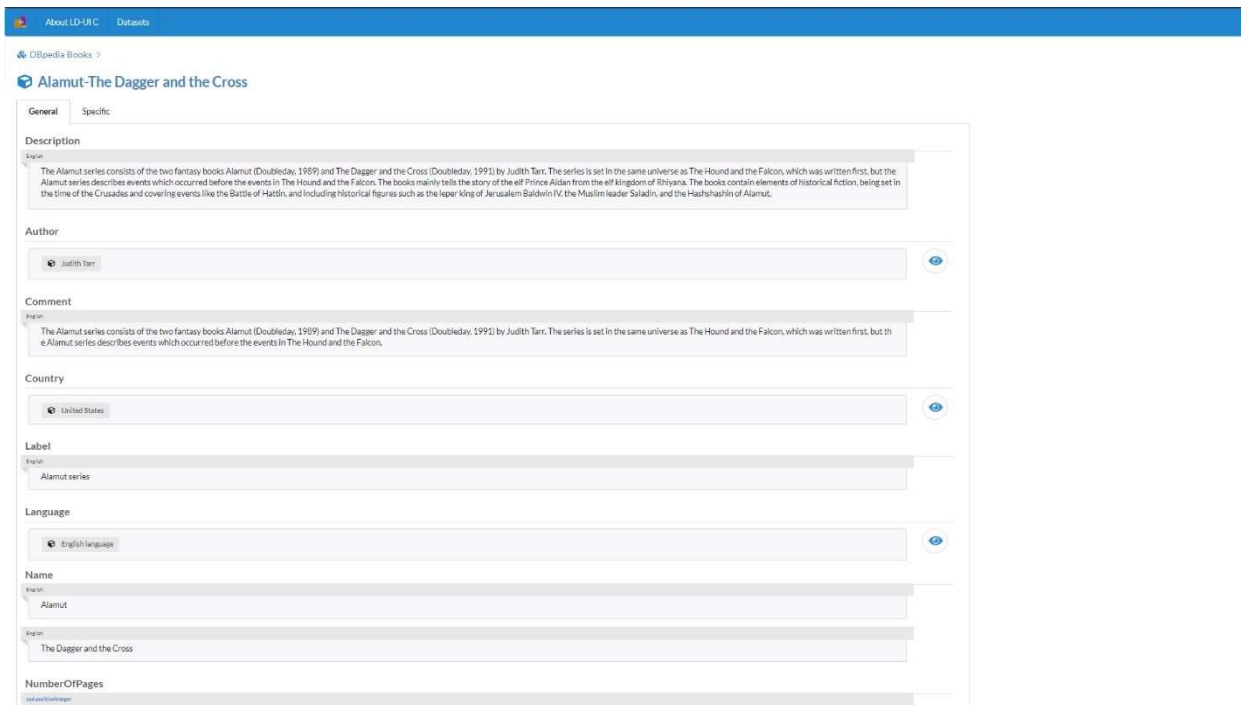 About LD-UI C Datasets
DBpedia Books >
Alamut-The Dagger and the Cross
General Specific
Description
English
The Alamut series consists of the two fantasy books Alamut (Doubleday, 1989) and The Dagger and the Cross (Doubleday, 1991) by Judith Tarr. The series is set in the same universe as The Hound and the Falcon, which was written first, but the
Alamut series describes events which occurred before the events in The Hound and the Falcon. The books mainly tells the story of the elf Prince Aidan from the elf kingdom of Rhiyana. The books contain elements of historical fiction, being set in
the time of the Crusades and covering events like the Battle of Hattin, and including historical figures such as the leper king of Jerusalem Baldwin IV, the Muslim leader Saladin, and the Hashshashin of Alamut.
Author
Judith Tarr
Comment
English
The Alamut series consists of the two fantasy books Alamut (Doubleday, 1989) and The Dagger and the Cross (Doubleday, 1991) by Judith Tarr. The series is set in the same universe as The Hound and the Falcon, which was written first, but th
e Alamut series describes events which occurred before the events in The Hound and the Falcon.
Country
United States
Label
English
Alamut series
Language
English language
Name
English
Alamut
English
The Dagger and the Cross
NumberOfPages
xsd:positiveInteger